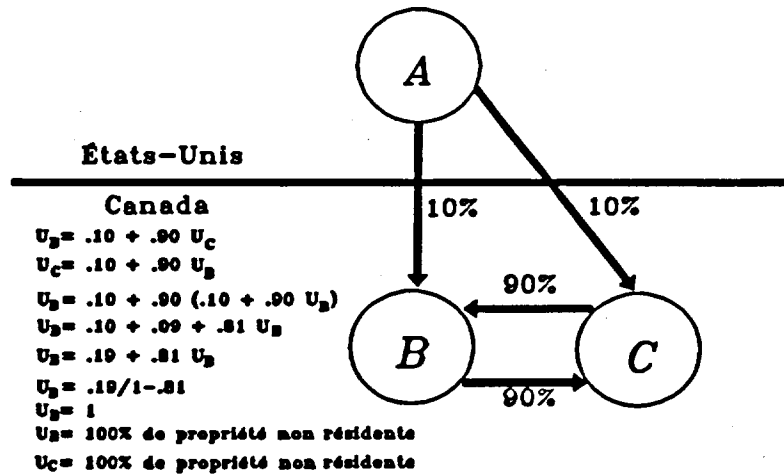 A
États-Unis
Canada
10%
10%
U_B= .10 + .90 U_C
U_C= .10 + .90 U_B
U_B= .10 + .90 (.10 + .90 U_B)
U_B= .10 + .09 + .81 U_B
U_B= .19 + .81 U_B
U_B= .19/1-.81
U_B= 1
U_B= 100% de propriété non résidente
U_C= 100% de propriété non résidente
90%
B
C
90%